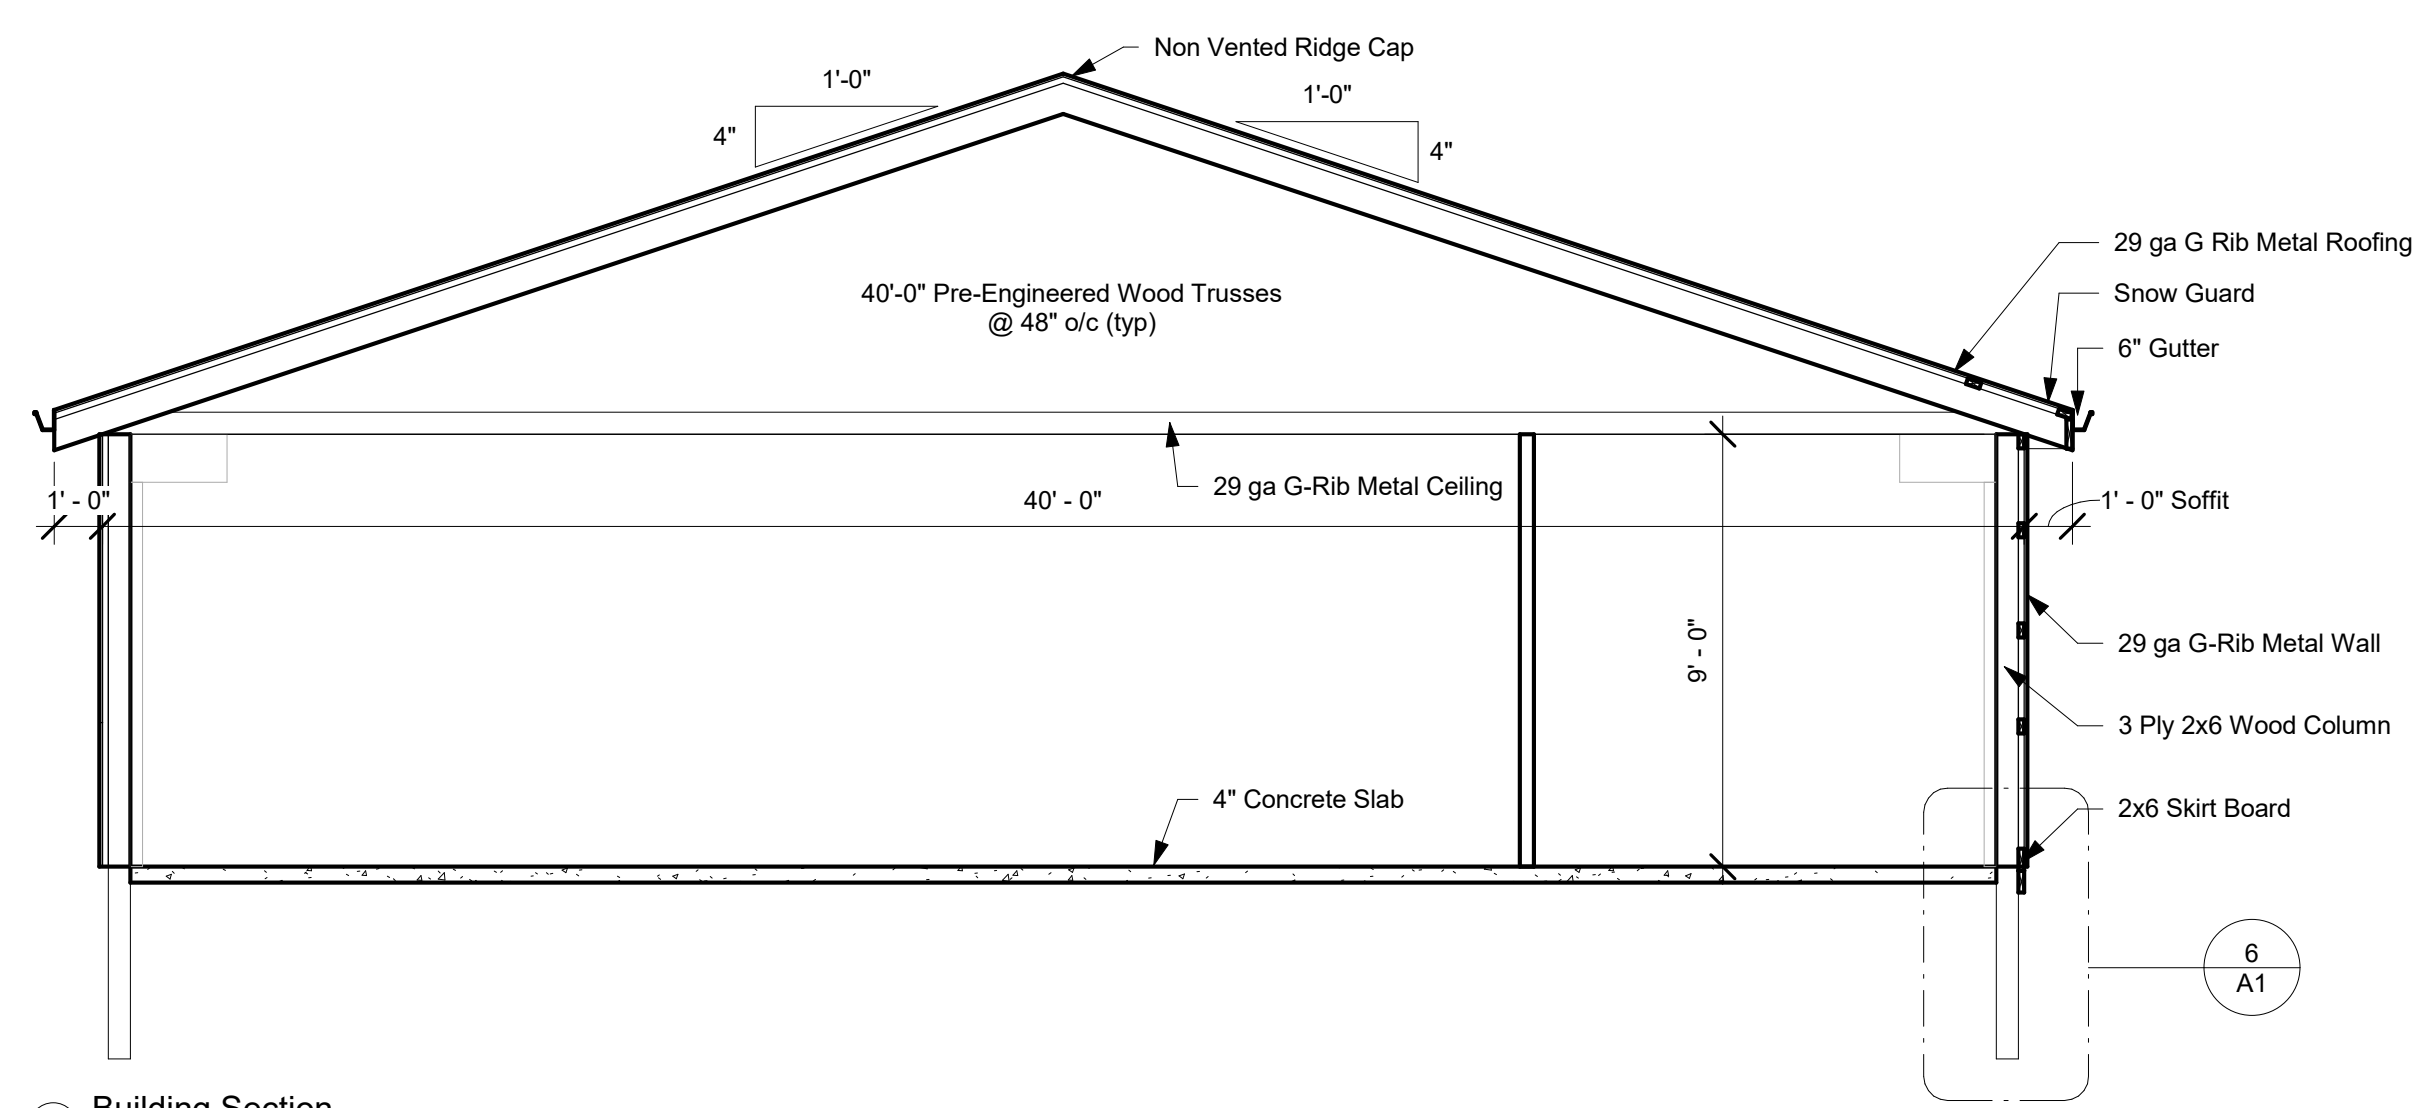 Non Vented Ridge Cap
1'-0"
1'-0"
4"
4"
29 ga G Rib Metal Roofing
40'-0" Pre-Engineered Wood Trusses
@ 48" o/c (typ)
Snow Guard
6" Gutter
29 ga G-Rib Metal Ceiling
1' - 0"
40' - 0"
1' - 0" Soffit
9' - 0"
29 ga G-Rib Metal Wall
3 Ply 2x6 Wood Column
4" Concrete Slab
2x6 Skirt Board
6
A1
Building Section